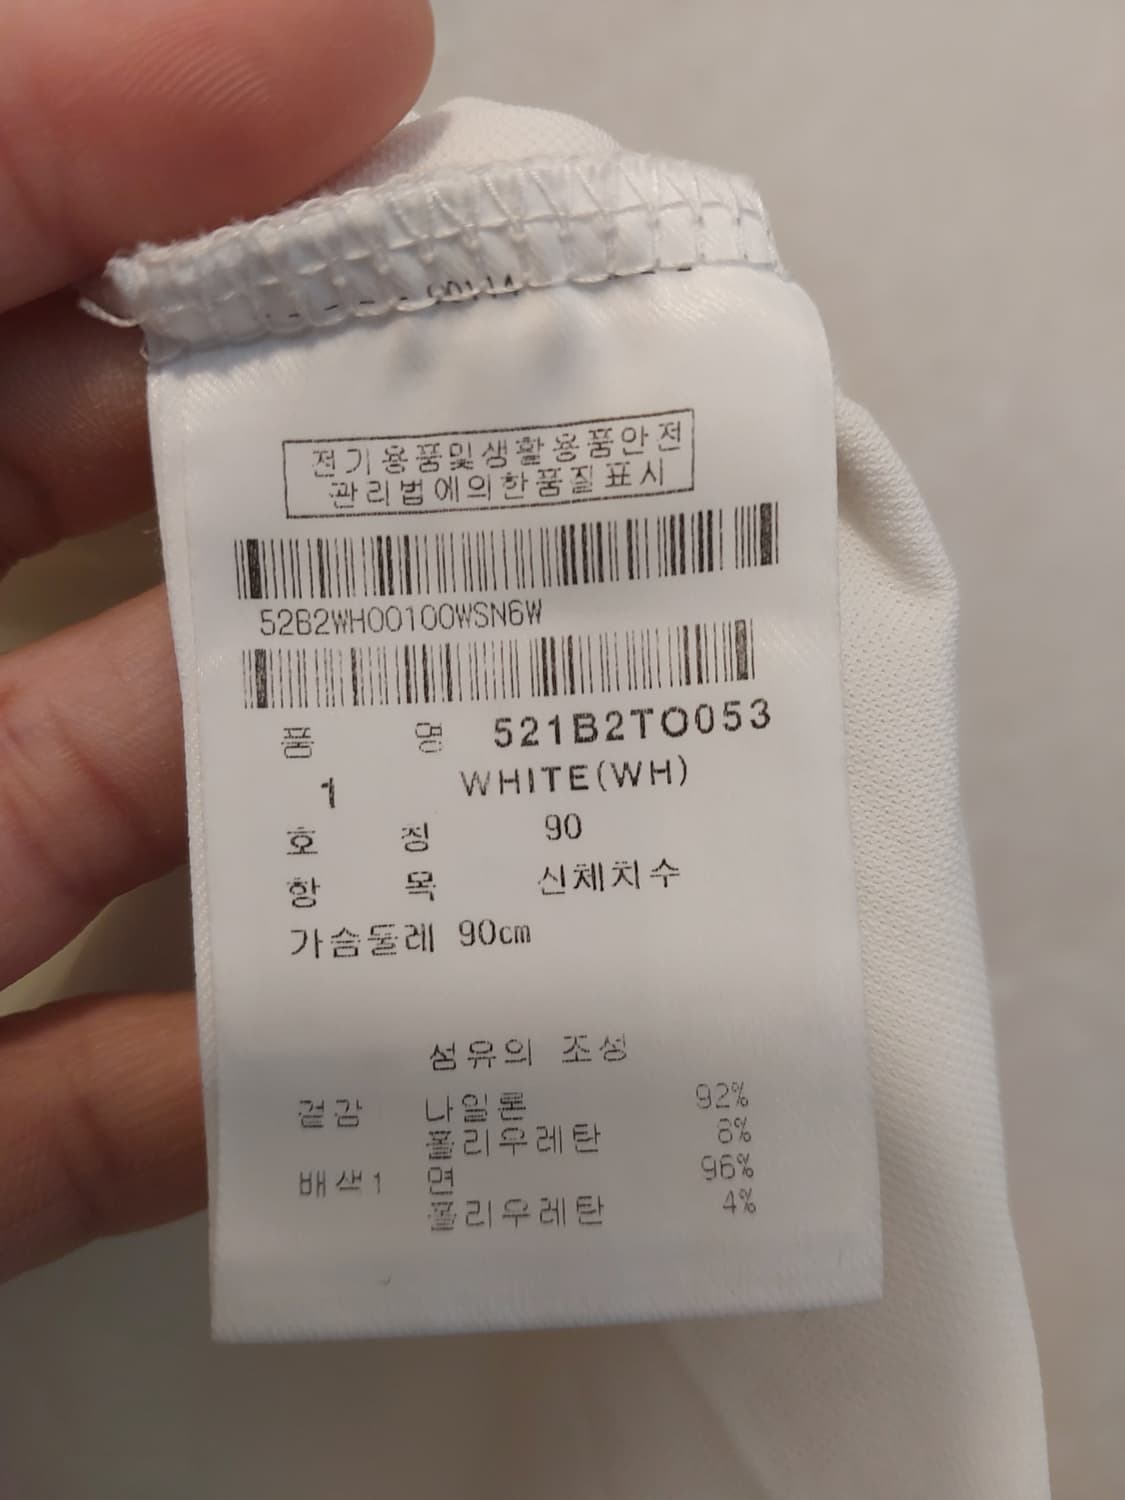 전기용품및생활용품안전
관리법에의한품질표시
52B2WH00100WSN6W
품 명 521B2TO053
1 WHITE(WH)
호 칭 90
항 목 신체치수
가슴둘레 90cm
섬유의 조성
겉감 나일론 92%
폴리우레탄 8%
배색1 면 96%
폴리우레탄 4%